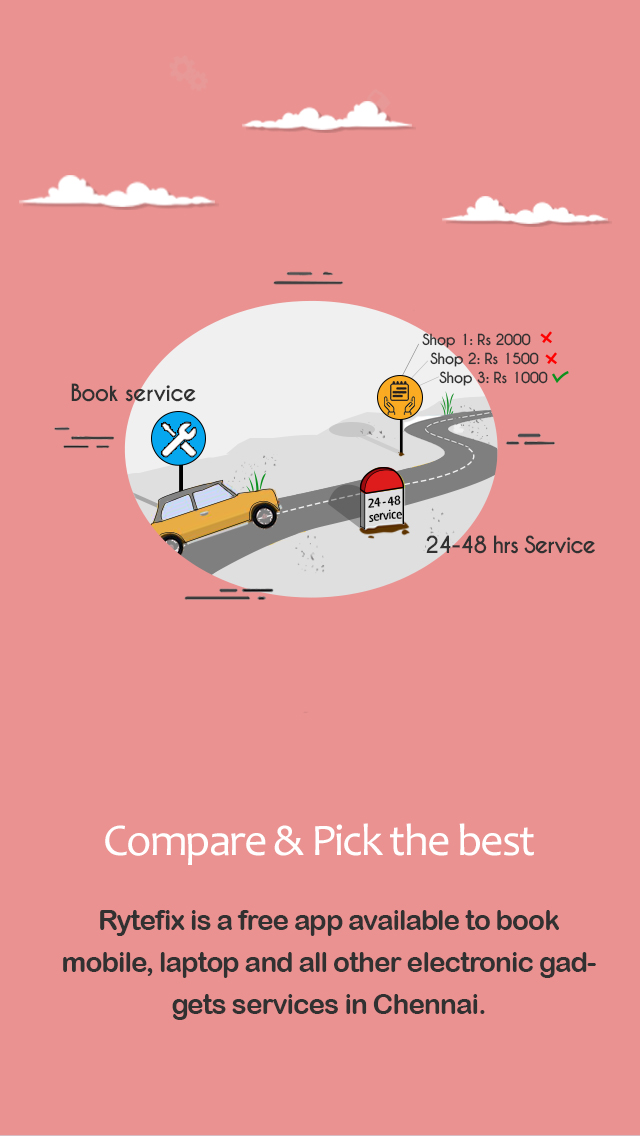 Shop 1: Rs 2000
Shop 2: Rs 1500
Shop 3: Rs 1000
Book service
24-48
service
24-48 hrs Service
Compare & Pick the best
Rytefix is a free app available to book
mobile, laptop and all other electronic gad-
gets services in Chennai.